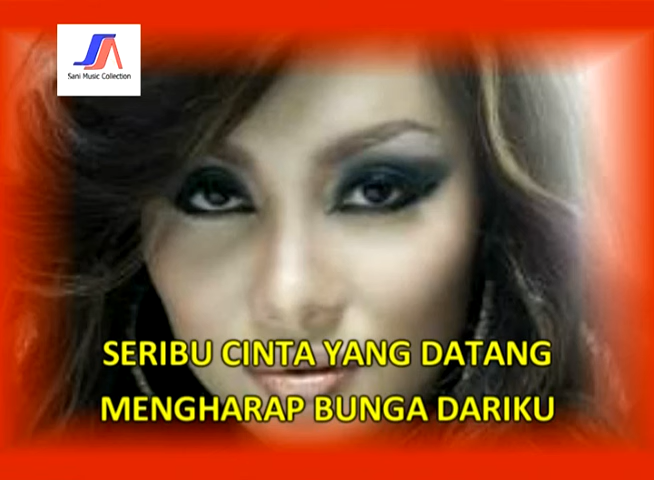 Sani Music Collection
SERIBU CINTA YANG DATANG
MENGHARAP BUNGA DARIKU